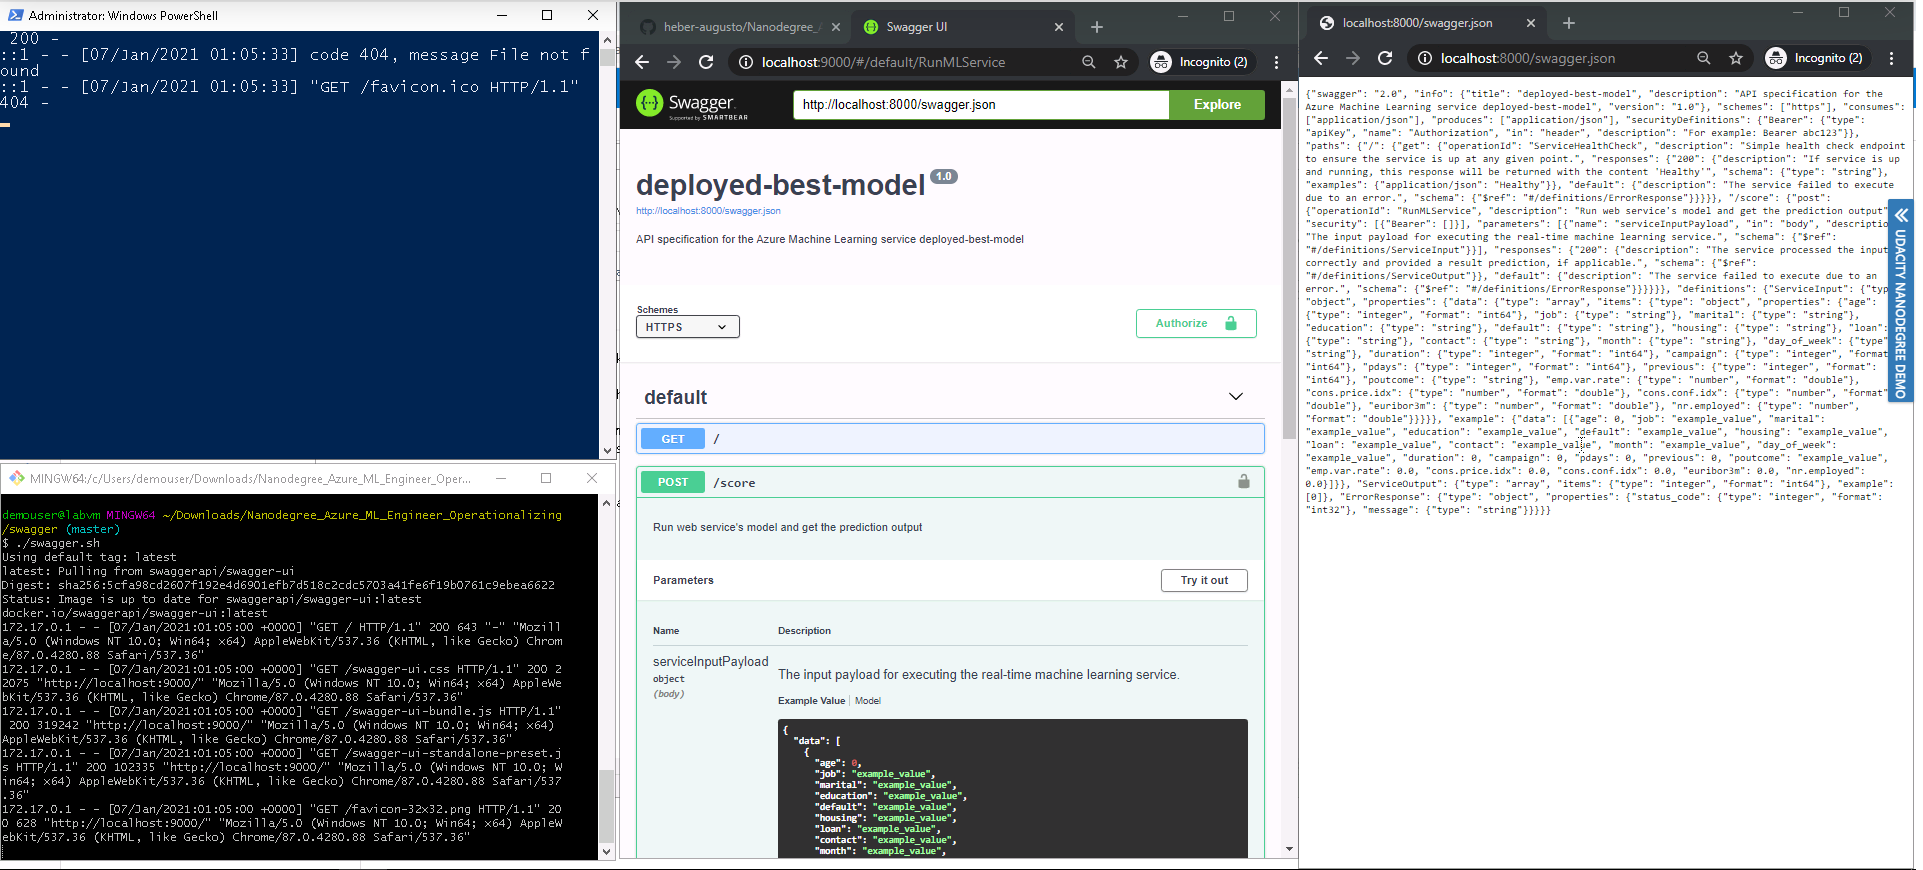 Administrator: Windows PowerShell
200 -
::1 - - [07/Jan/2021 01:05:33] code 404, message File not f
ound
::1 - - [07/Jan/2021 01:05:33] "GET /favicon.ico HTTP/1.1"
404 -
MINGW64:/c/Users/demouser/Downloads/Nanodegree_Azure_ML_Engineer_Oper...
demouser@labvm MINGW64 ~/Downloads/Nanodegree_Azure_ML_Engineer_Operationalizing
/swagger (master)
$ ./swagger.sh
Using default tag: latest
latest: Pulling from swaggerapi/swagger-ui
Digest: sha256:5cfa98cd2607f192e4d6901efb7d518c2cdc5703a41fe6f19b0761c9ebea6622
Status: Image is up to date for swaggerapi/swagger-ui:latest
docker.io/swaggerapi/swagger-ui:latest
172.17.0.1 - - [07/Jan/2021:01:05:00 +0000] "GET / HTTP/1.1" 200 643 "-" "Mozill
a/5.0 (Windows NT 10.0; Win64; x64) AppleWebKit/537.36 (KHTML, like Gecko) Chrom
e/87.0.4280.88 Safari/537.36"
172.17.0.1 - - [07/Jan/2021:01:05:00 +0000] "GET /swagger-ui.css HTTP/1.1" 200 2
2075 "http://localhost:9000/" "Mozilla/5.0 (Windows NT 10.0; Win64; x64) AppleWe
bKit/537.36 (KHTML, like Gecko) Chrome/87.0.4280.88 Safari/537.36"
172.17.0.1 - - [07/Jan/2021:01:05:00 +0000] "GET /swagger-ui-bundle.js HTTP/1.1"
200 319242 "http://localhost:9000/" "Mozilla/5.0 (Windows NT 10.0; Win64; x64)
AppleWebKit/537.36 (KHTML, like Gecko) Chrome/87.0.4280.88 Safari/537.36"
172.17.0.1 - - [07/Jan/2021:01:05:00 +0000] "GET /swagger-ui-standalone-preset.j
s HTTP/1.1" 200 102335 "http://localhost:9000/" "Mozilla/5.0 (Windows NT 10.0; W
in64; x64) AppleWebKit/537.36 (KHTML, like Gecko) Chrome/87.0.4280.88 Safari/537
.36"
172.17.0.1 - - [07/Jan/2021:01:05:00 +0000] "GET /favicon-32x32.png HTTP/1.1" 20
0 628 "http://localhost:9000/" "Mozilla/5.0 (Windows NT 10.0; Win64; x64) AppleW
ebKit/537.36 (KHTML, like Gecko) Chrome/87.0.4280.88 Safari/537.36"
heber-augusto/Nanodegree_
Swagger UI
localhost:9000/#/default/RunMLService
Incognito (2)
Swagger.
Supported by SMARTBEAR
http://localhost:8000/swagger.json
Explore
deployed-best-model 1.0
http://localhost:8000/swagger.json
API specification for the Azure Machine Learning service deployed-best-model
Schemes
HTTPS
Authorize
default
GET /
POST /score
Run web service's model and get the prediction output
Parameters
Try it out
Name Description
serviceInputPayload
object
(body)
The input payload for executing the real-time machine learning service.
Example Value | Model
{
"data": [
{
"age": 0,
"job": "example_value",
"marital": "example_value",
"education": "example_value",
"default": "example_value",
"housing": "example_value",
"loan": "example_value",
"contact": "example_value",
"month": "example_value",
localhost:8000/swagger.json
localhost:8000/swagger.json
Incognito (2)
{"swagger": "2.0", "info": {"title": "deployed-best-model", "description": "API specification for the
Azure Machine Learning service deployed-best-model", "version": "1.0"}, "schemes": ["https"], "consumes":
["application/json"], "produces": ["application/json"], "securityDefinitions": {"Bearer": {"type":
"apiKey", "name": "Authorization", "in": "header", "description": "For example: Bearer abc123"}},
"paths": {"/": {"get": {"operationId": "ServiceHealthCheck", "description": "Simple health check endpoint
to ensure the service is up at any given point.", "responses": {"200": {"description": "If service is up
and running, this response will be returned with the content 'Healthy'", "schema": {"type": "string"},
"examples": {"application/json": "Healthy"}}, "default": {"description": "The service failed to execute
due to an error.", "schema": {"$ref": "#/definitions/ErrorResponse"}}}}}, "/score": {"post":
{"operationId": "RunMLService", "description": "Run web service's model and get the prediction output"
"security": [{"Bearer": []}], "parameters": [{"name": "serviceInputPayload", "in": "body", "description
"The input payload for executing the real-time machine learning service.", "schema": {"$ref":
"#/definitions/ServiceInput"}}], "responses": {"200": {"description": "The service processed the input
correctly and provided a result prediction, if applicable.", "schema": {"$ref":
"#/definitions/ServiceOutput"}}, "default": {"description": "The service failed to execute due to an
error.", "schema": {"$ref": "#/definitions/ErrorResponse"}}}}}}, "definitions": {"ServiceInput": {"typ
"object", "properties": {"data": {"type": "array", "items": {"type": "object", "properties": {"age":
{"type": "integer", "format": "int64"}, "job": {"type": "string"}, "marital": {"type": "string"},
"education": {"type": "string"}, "default": {"type": "string"}, "housing": {"type": "string"}, "loan":
{"type": "string"}, "contact": {"type": "string"}, "month": {"type": "string"}, "day_of_week": {"type"
"string"}, "duration": {"type": "integer", "format": "int64"}, "campaign": {"type": "integer", "format
"int64"}, "pdays": {"type": "integer", "format": "int64"}, "previous": {"type": "integer", "format":
"int64"}, "poutcome": {"type": "string"}, "emp.var.rate": {"type": "number", "format": "double"},
"cons.price.idx": {"type": "number", "format": "double"}, "cons.conf.idx": {"type": "number", "format"
"double"}, "euribor3m": {"type": "number", "format": "double"}, "nr.employed": {"type": "number",
"format": "double"}}}}}, "example": {"data": [{"age": 0, "job": "example_value", "marital":
"example_value", "education": "example_value", "default": "example_value", "housing": "example_value",
"loan": "example_value", "contact": "example_value", "month": "example_value", "day_of_week":
"example_value", "duration": 0, "campaign": 0, "pdays": 0, "previous": 0, "poutcome": "example_value",
"emp.var.rate": 0.0, "cons.price.idx": 0.0, "cons.conf.idx": 0.0, "euribor3m": 0.0, "nr.employed":
0.0}]}}, "ServiceOutput": {"type": "array", "items": {"type": "integer", "format": "int64"}, "example":
[0]}, "ErrorResponse": {"type": "object", "properties": {"status_code": {"type": "integer", "format":
"int32"}, "message": {"type": "string"}}}}}
UDACITY NANODEGREE DEMO